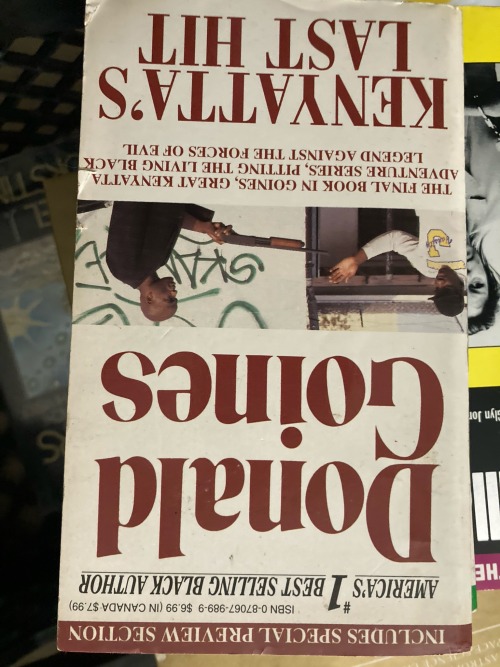 INCLUDES SPECIAL PREVIEW SECTION
ISBN 0-87067-989-9 $6.99 (IN CANADA $7.99)
AMERICA'S #1 BEST SELLING BLACK AUTHOR
Donald
Goines
THE FINAL BOOK IN GOINES, GREAT KENYATTA
ADVENTURE SERIES, PITTING THE LIVING BLACK
LEGEND AGAINST THE FORCES OF EVIL
KENYATTA'S
LAST HIT